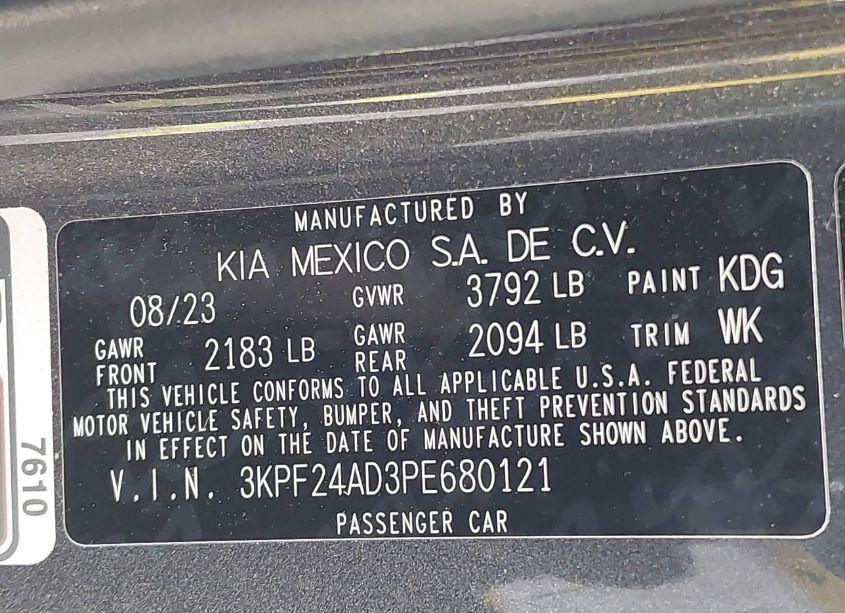 MANUFACTURED BY
KIA MEXICO S.A. DE C.V.
08/23 GVWR 3792 LB PAINT KDG
GAWR FRONT 2183 LB GAWR REAR 2094 LB TRIM WK
THIS VEHICLE CONFORMS TO ALL APPLICABLE U.S.A. FEDERAL
MOTOR VEHICLE SAFETY, BUMPER, AND THEFT PREVENTION STANDARDS
IN EFFECT ON THE DATE OF MANUFACTURE SHOWN ABOVE.
V.I.N. 3KPF24AD3PE680121
PASSENGER CAR
7610